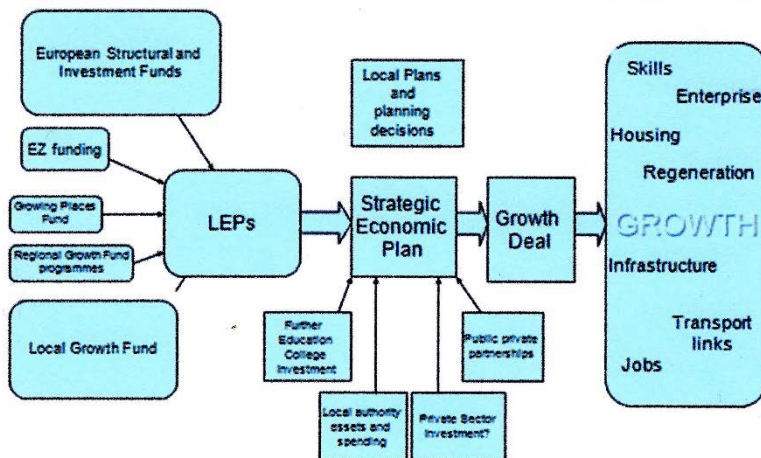 European Structural and
Investment Funds
EZ funding
Growing Places
Fund
Regional Growth Fund
programmes
Local Growth Fund
LEPs
Local Plans
and
planning
decisions
Strategic
Economic
Plan
Further
Education
College
Investment
Local authority
assets and
spending
Private Sector
Investment?
Public private
partnerships
Growth
Deal
Skills
Enterprise
Housing
Regeneration
GROWTH
Infrastructure
Transport
links
Jobs